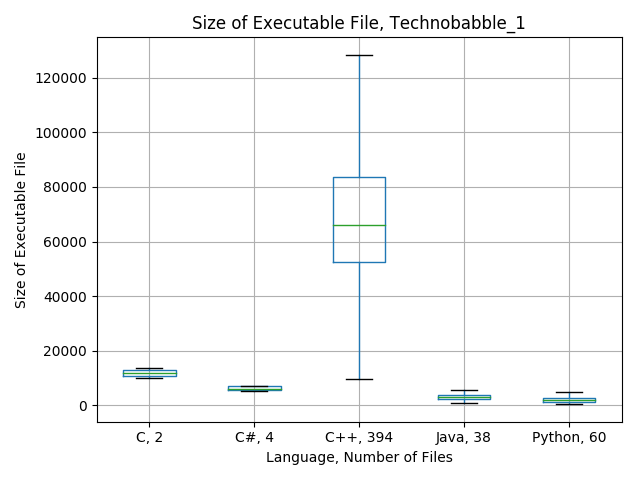 Size of Executable File, Technobabble_1
Size of Executable File
120000
100000
80000
60000
40000
20000
0
C, 2
C#, 4
C++, 394
Java, 38
Python, 60
Language, Number of Files